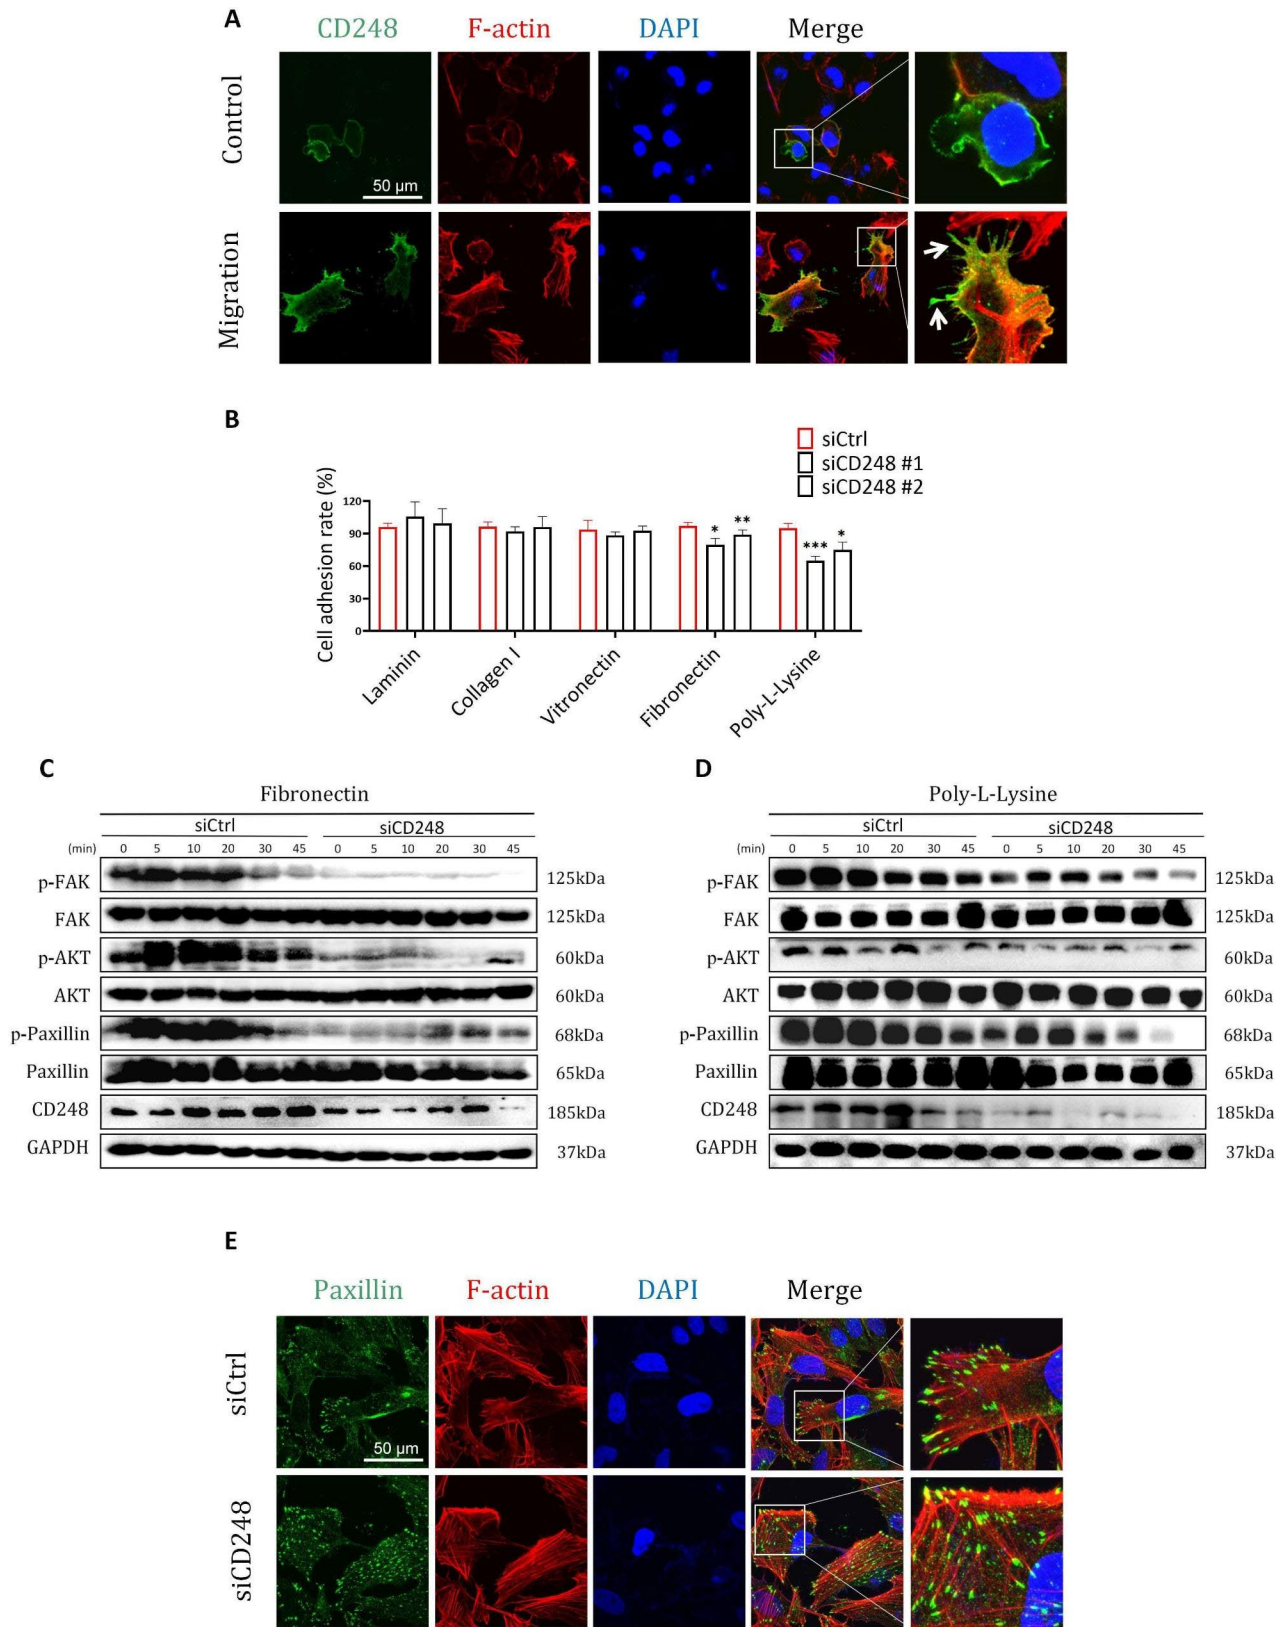 A
CD248 F-actin DAPI Merge
Control
50 µm
Migration
B
siCtrl
siCD248 #1
siCD248 #2
Cell adhesion rate (%)
120
90
60
30
0
* ** *** *
Laminin Collagen I Vitronectin Fibronectin Poly-L-Lysine
C
Fibronectin
siCtrl siCD248
(min) 0 5 10 20 30 45 0 5 10 20 30 45
p-FAK 125kDa
FAK 125kDa
p-AKT 60kDa
AKT 60kDa
p-Paxillin 68kDa
Paxillin 65kDa
CD248 185kDa
GAPDH 37kDa
D
Poly-L-Lysine
siCtrl siCD248
(min) 0 5 10 20 30 45 0 5 10 20 30 45
p-FAK 125kDa
FAK 125kDa
p-AKT 60kDa
AKT 60kDa
p-Paxillin 68kDa
Paxillin 65kDa
CD248 185kDa
GAPDH 37kDa
E
Paxillin F-actin DAPI Merge
siCtrl
50 µm
siCD248